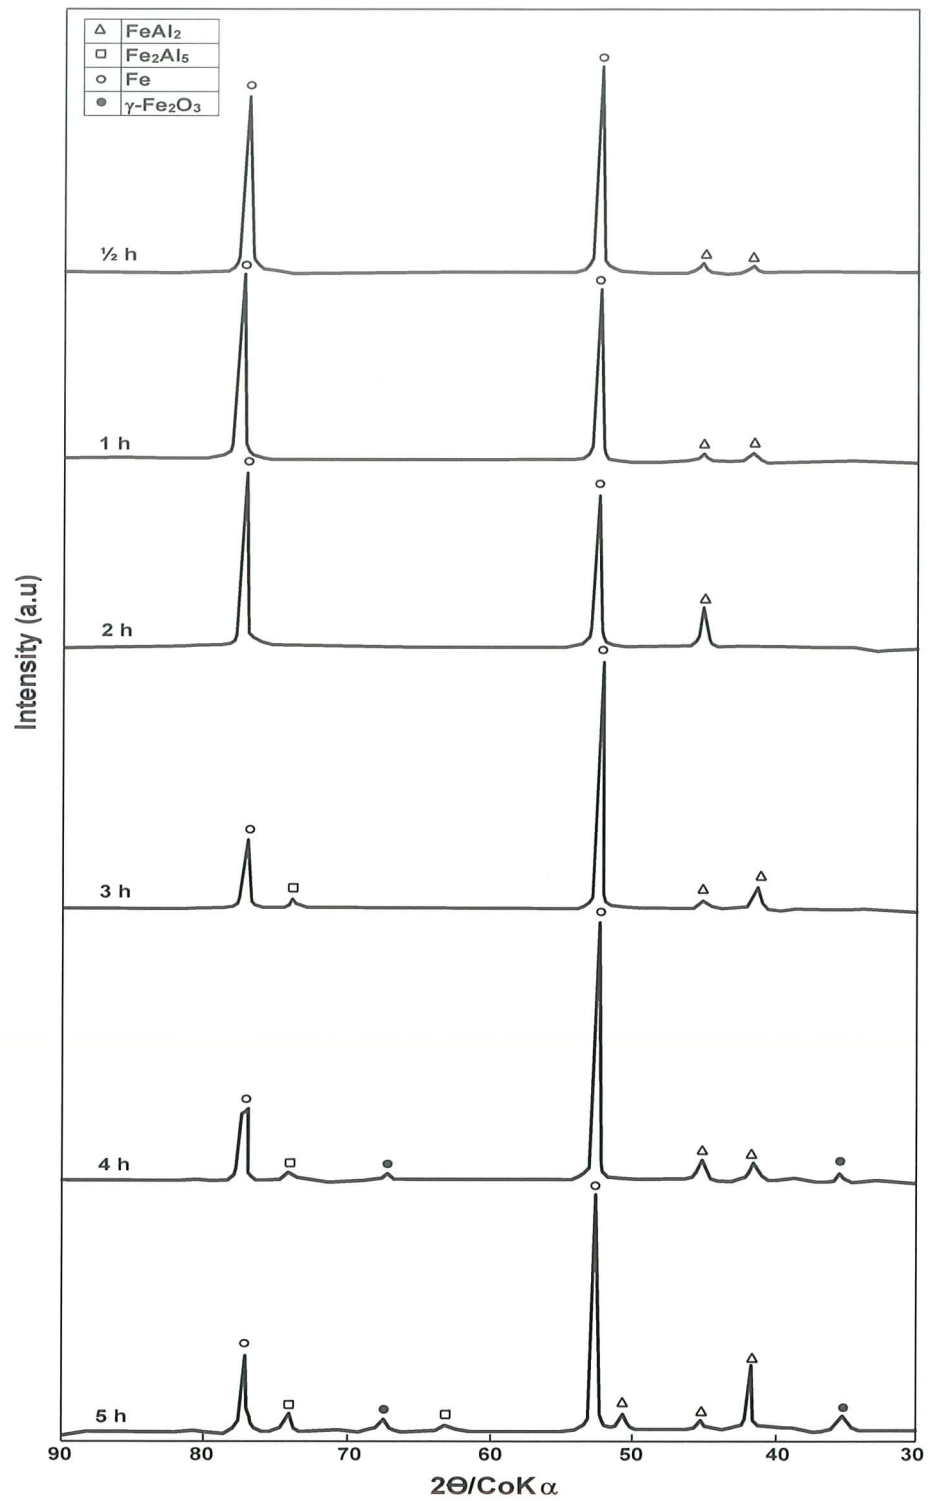 FeAl₂
Fe₂Al₅
Fe
γ-Fe₂O₃
½ h
1 h
2 h
3 h
4 h
5 h
Intensity (a.u)
90 80 70 60 50 40 30
2Θ/CoK α